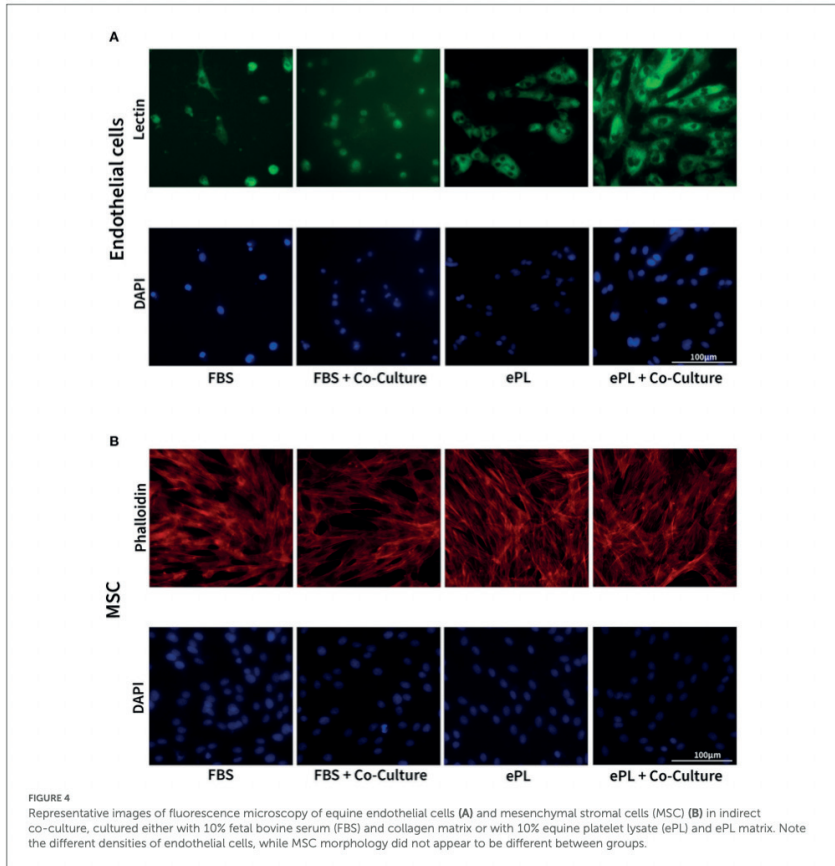 A
Endothelial cells
Lectin
DAPI
100μm
FBS
FBS + Co-Culture
ePL
ePL + Co-Culture
B
MSC
Phalloidin
DAPI
100μm
FBS
FBS + Co-Culture
ePL
ePL + Co-Culture
FIGURE 4
Representative images of fluorescence microscopy of equine endothelial cells (A) and mesenchymal stromal cells (MSC) (B) in indirect
co-culture, cultured either with 10% fetal bovine serum (FBS) and collagen matrix or with 10% equine platelet lysate (ePL) and ePL matrix. Note
the different densities of endothelial cells, while MSC morphology did not appear to be different between groups.